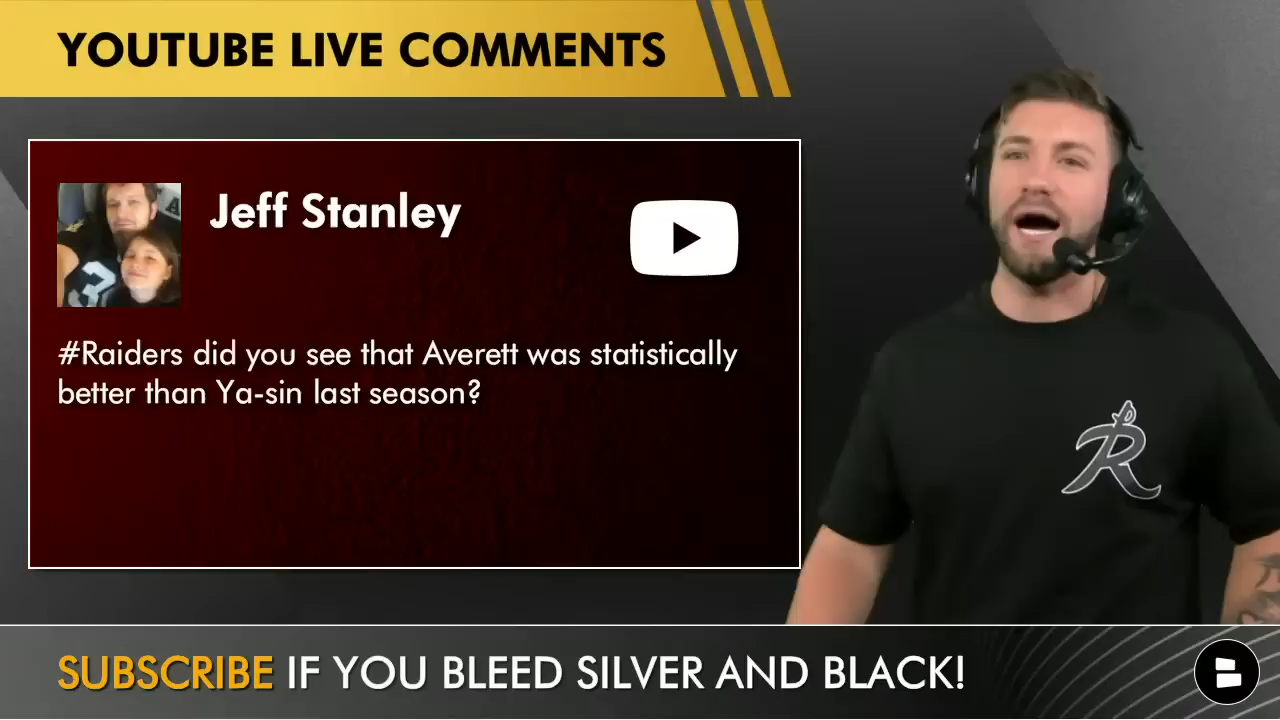 YOUTUBE LIVE COMMENTS
Jeff Stanley
#Raiders did you see that Averett was statistically
better than Ya-sin last season?
R
SUBSCRIBE IF YOU BLEED SILVER AND BLACK!